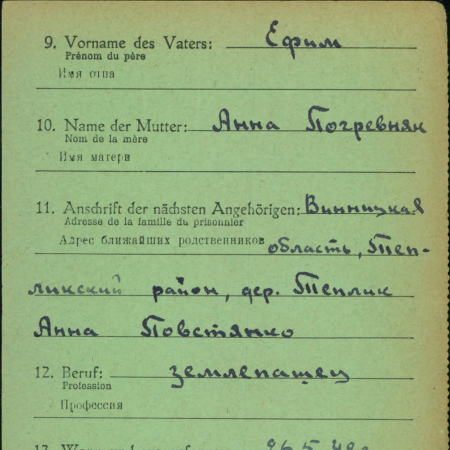 9. Vorname des Vaters: Ефим
Prénom du père
Имя отца
10. Name der Mutter: Анна Погребняк
Nom de la mère
Имя матери
11. Anschrift der nächsten Angehörigen: Винницкая
Adresse de la famille du prisonnier
Адрес ближайших родственников область, Теп-
ликский район, дер. Теплик
Анна Повстянко
12. Beruf: землепашец
Profession
Профессия